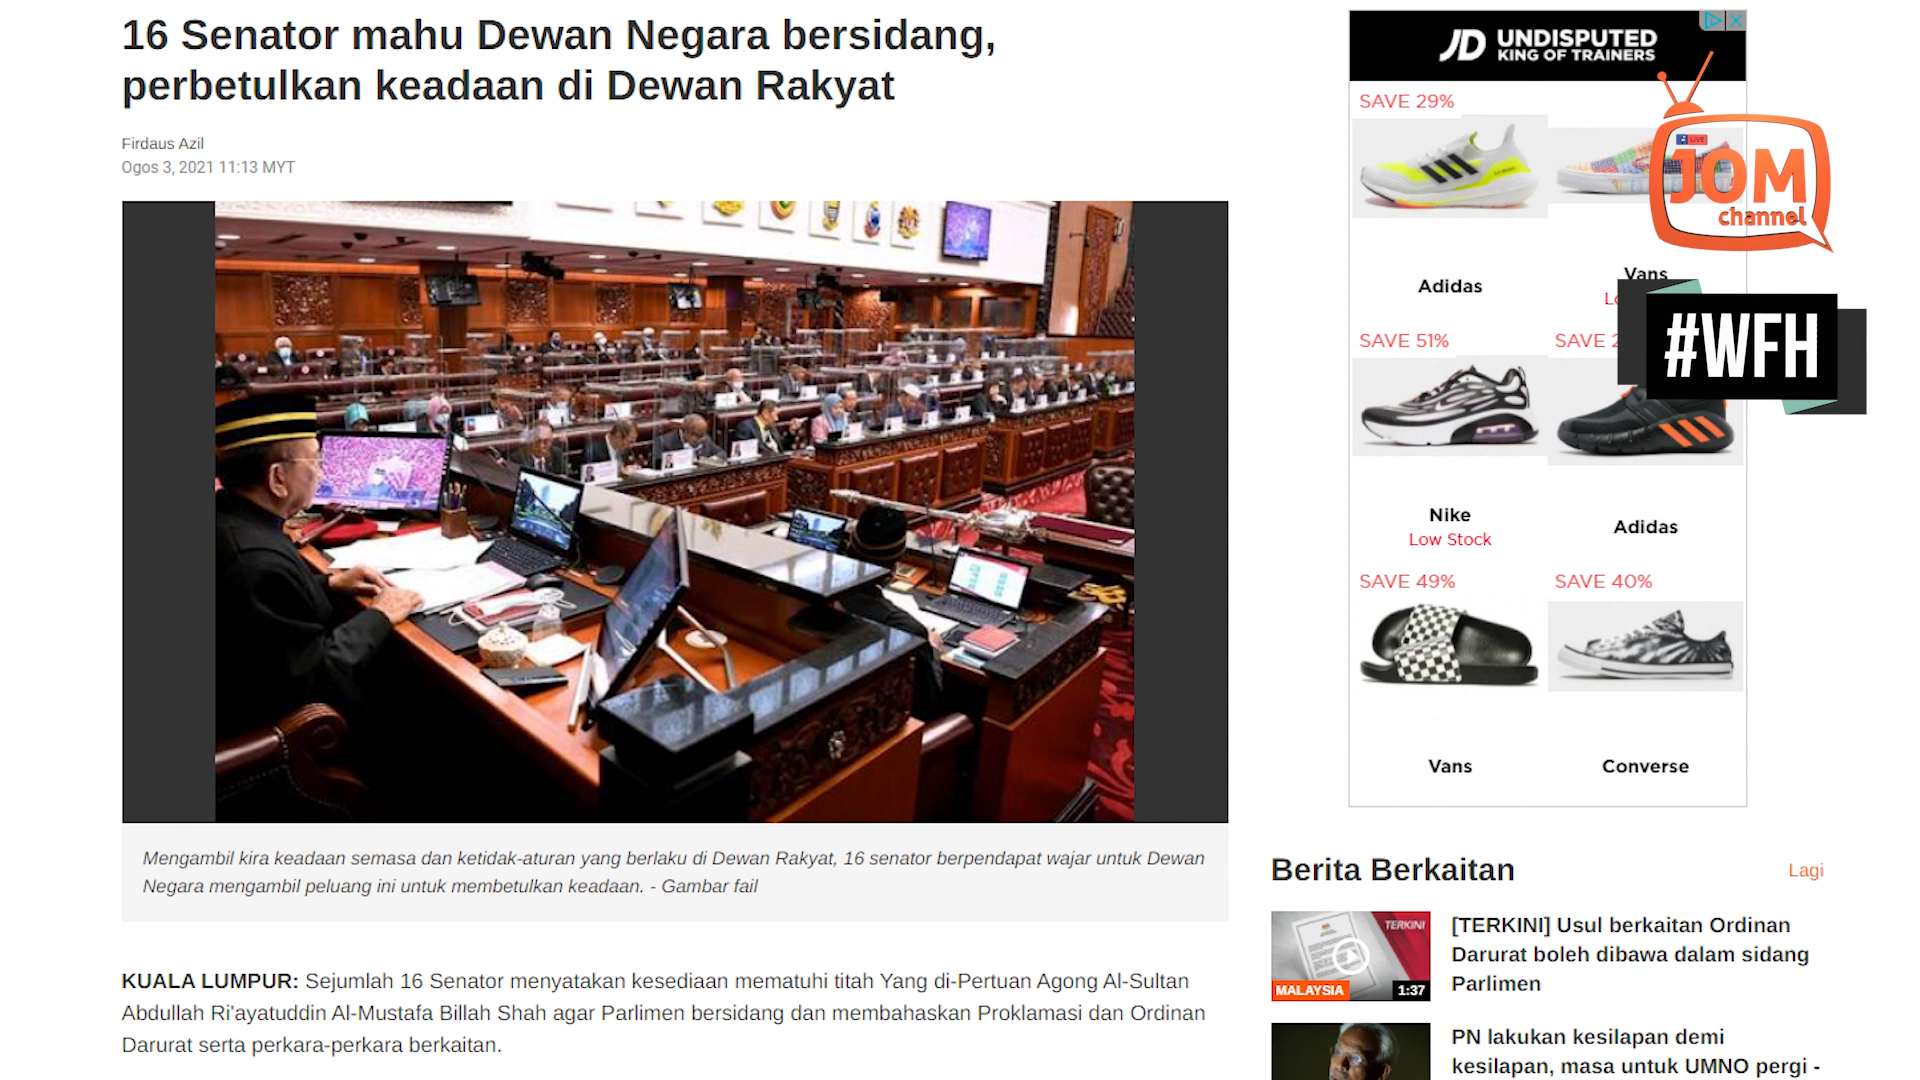 16 Senator mahu Dewan Negara bersidang,
perbetulkan keadaan di Dewan Rakyat
Firdaus Azil
Ogos 3, 2021 11:13 MYT
Mengambil kira keadaan semasa dan ketidak-aturan yang berlaku di Dewan Rakyat, 16 senator berpendapat wajar untuk Dewan
Negara mengambil peluang ini untuk membetulkan keadaan. - Gambar fail
KUALA LUMPUR: Sejumlah 16 Senator menyatakan kesediaan mematuhi titah Yang di-Pertuan Agong Al-Sultan
Abdullah Ri'ayatuddin Al-Mustafa Billah Shah agar Parlimen bersidang dan membahaskan Proklamasi dan Ordinan
Darurat serta perkara-perkara berkaitan.
JD UNDISPUTED
KING OF TRAINERS
SAVE 29%
LIVE
JOM
channel
Adidas
Vans
#WFH
SAVE 51%
SAVE
Nike
Low Stock
Adidas
SAVE 49%
SAVE 40%
Vans
Converse
Berita Berkaitan
Lagi
TERKINI
MALAYSIA
1:37
[TERKINI] Usul berkaitan Ordinan
Darurat boleh dibawa dalam sidang
Parlimen
PN lakukan kesilapan demi
kesilapan, masa untuk UMNO pergi -